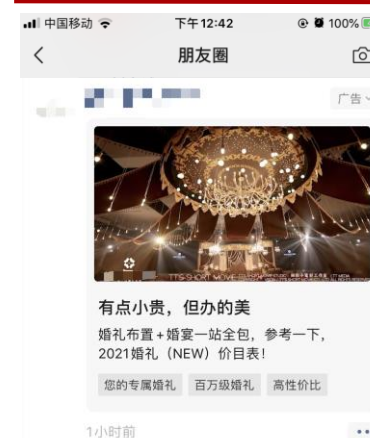 中国移动 下午12:42 100%
朋友圈
广告
TTS SHORT MOVIE
有点小贵，但办的美
婚礼布置+婚宴一站全包，参考一下，
2021婚礼（NEW）价目表！
您的专属婚礼 百万级婚礼 高性价比
1小时前